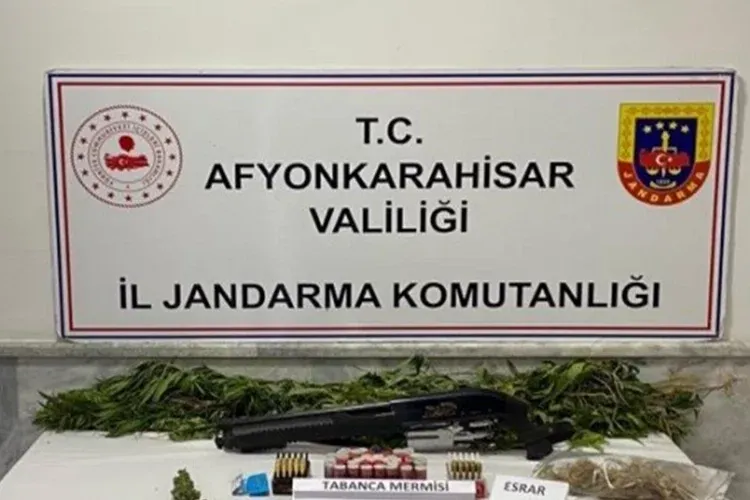 T.C.
AFYONKARAHİSAR
VALİLİĞİ
İL JANDARMA KOMUTANLIĞI
JANDARMA
TABANCA MERMİSİ
ESRAR